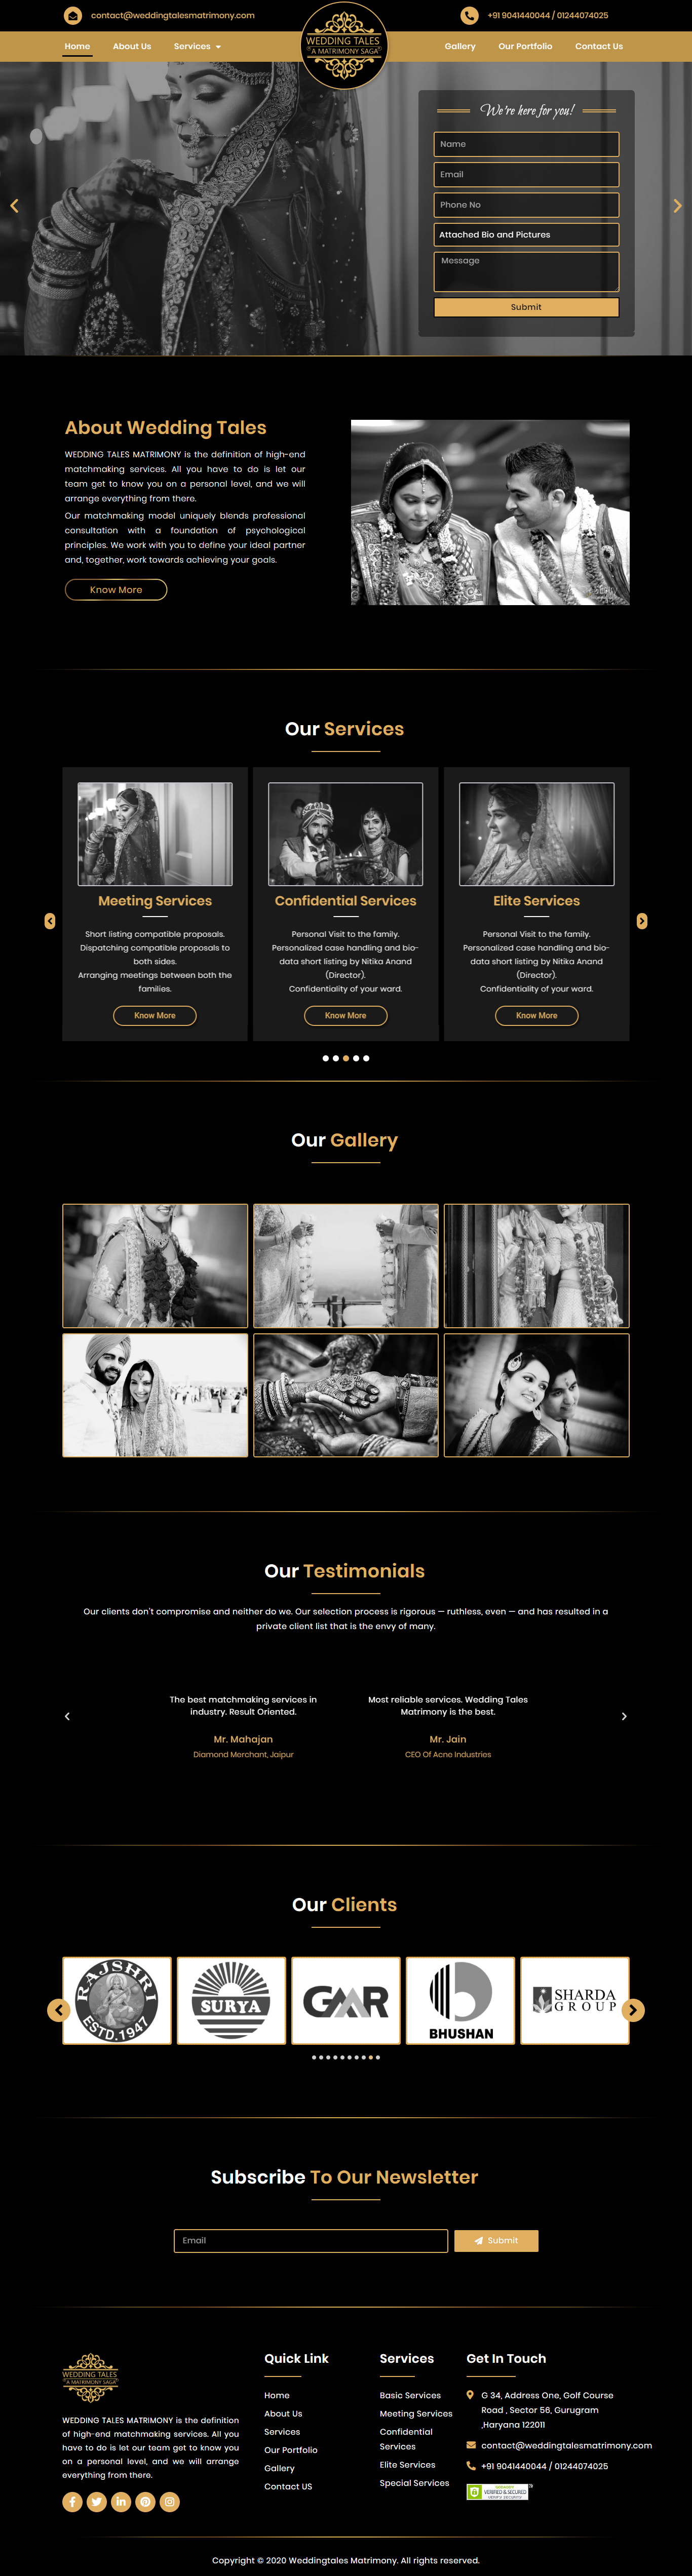 contact@weddingtalesmatrimony.com
+91 9041440044 / 01244074025
Home
About Us
Services
WEDDING TALES
"A MATRIMONY SAGA"
Gallery
Our Portfolio
Contact Us
We're here for you!
Name
Email
Phone No
Attached Bio and Pictures
Message
Submit
About Wedding Tales
WEDDING TALES MATRIMONY is the definition of high-end
matchmaking services. All you have to do is let our
team get to know you on a personal level, and we will
arrange everything from there.
Our matchmaking model uniquely blends professional
consultation with a foundation of psychological
principles. We work with you to define your ideal partner
and, together, work towards achieving your goals.
Know More
Our Services
Meeting Services
Short listing compatible proposals.
Dispatching compatible proposals to
both sides.
Arranging meetings between both the
families.
Know More
Confidential Services
Personal Visit to the family.
Personalized case handling and bio-
data short listing by Nitika Anand
(Director).
Confidentiality of your ward.
Know More
Elite Services
Personal Visit to the family.
Personalized case handling and bio-
data short listing by Nitika Anand
(Director).
Confidentiality of your ward.
Know More
Our Gallery
Our Testimonials
Our clients don't compromise and neither do we. Our selection process is rigorous — ruthless, even — and has resulted in a
private client list that is the envy of many.
The best matchmaking services in
industry. Result Oriented.
Mr. Mahajan
Diamond Merchant, Jaipur
Most reliable services. Wedding Tales
Matrimony is the best.
Mr. Jain
CEO Of Acne Industries
Our Clients
RAJSHRI
ESTD.1947
SURYA
GMR
BHUSHAN
SHARDA
GROUP
Subscribe To Our Newsletter
Email
Submit
WEDDING TALES
"A MATRIMONY SAGA"
WEDDING TALES MATRIMONY is the definition
of high-end matchmaking services. All you
have to do is let our team get to know you
on a personal level, and we will arrange
everything from there.
Quick Link
Home
About Us
Services
Our Portfolio
Gallery
Contact US
Services
Basic Services
Meeting Services
Confidential
Services
Elite Services
Special Services
Get In Touch
G 34, Address One, Golf Course
Road , Sector 56, Gurugram
,Haryana 122011
contact@weddingtalesmatrimony.com
+91 9041440044 / 01244074025
VERIFIED & SECURED
Copyright © 2020 Weddingtales Matrimony. All rights reserved.